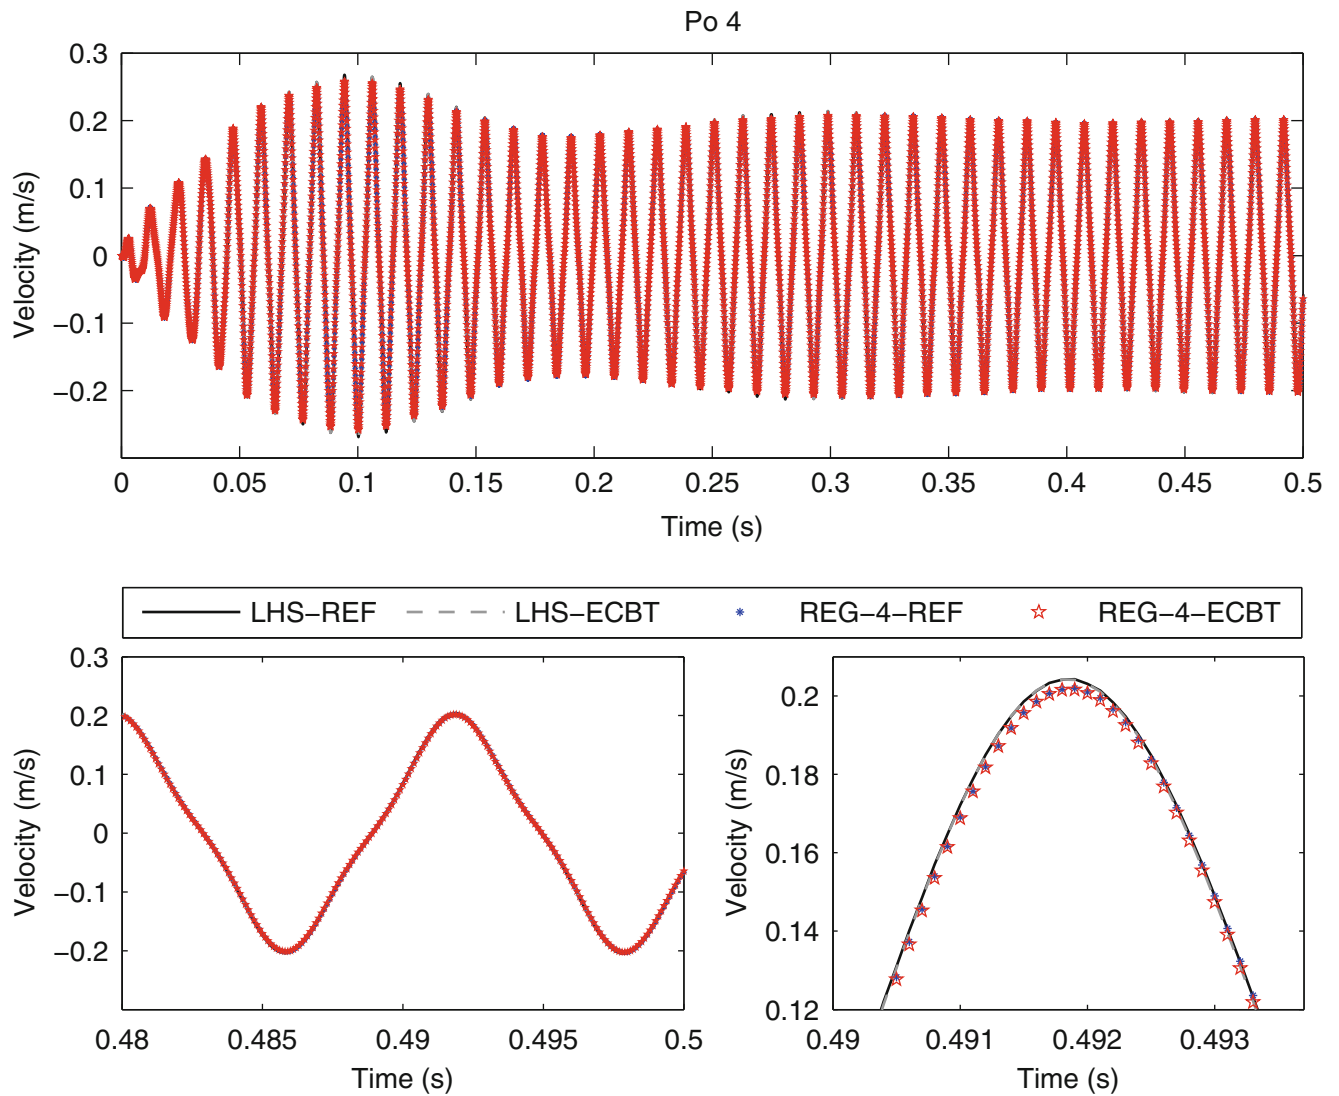 Po 4
0.3
0.2
0.1
0
−0.1
−0.2
Velocity (m/s)
0 0.05 0.1 0.15 0.2 0.25 0.3 0.35 0.4 0.45 0.5
Time (s)
LHS−REF LHS−ECBT REG−4−REF REG−4−ECBT
0.3
0.2
0.1
0
−0.1
−0.2
Velocity (m/s)
0.48 0.485 0.49 0.495 0.5
Time (s)
0.2
0.18
0.16
0.14
0.12
Velocity (m/s)
0.49 0.491 0.492 0.493
Time (s)